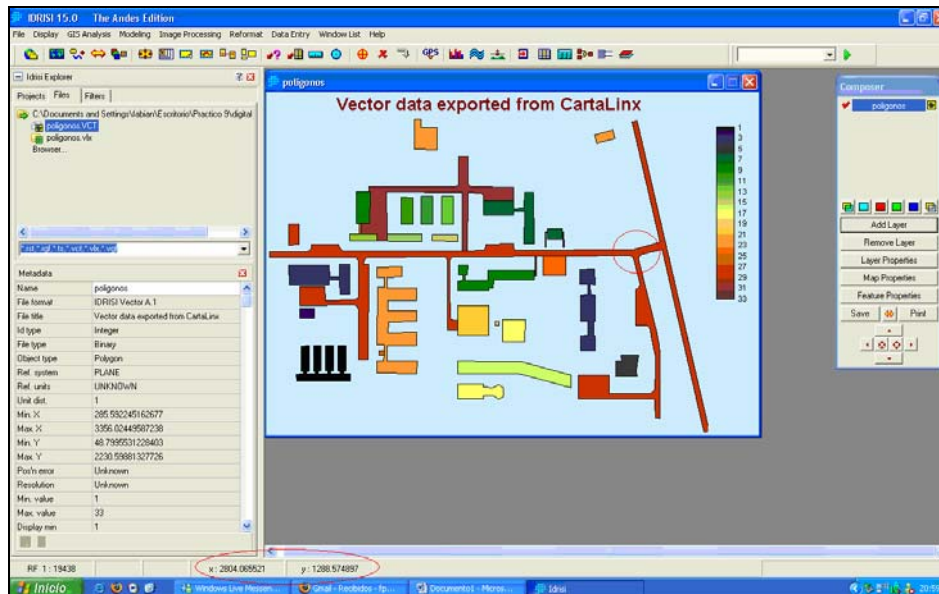 IDRISI 15.0 The Andes Edition
File Display GIS Analysis Modeling Image Processing Reformat Data Entry Window List Help
GPS
Idrisi Explorer
Projects Files Filters
C:\Documents and Settings\fabian\Escritorio\Practico 9\digital
poligonos.VCT
poligonos.vlx
Browser...
Metadata
Name poligonos
File format IDRISI Vector A.1
File title Vector data exported from CartaLinx
Id type Integer
File type Binary
Object type Polygon
Ref. system PLANE
Ref. units UNKNOWN
Unit dist. 1
Min. X 285.592245162677
Max. X 3356.02449587238
Min. Y 48.7995531228403
Max. Y 2230.59881327726
Pos'n error Unknown
Resolution Unknown
Min. value 1
Max. value 33
Display min 1
poligonos
Vector data exported from CartaLinx
1
3
5
7
9
11
13
15
17
19
21
23
25
27
29
31
33
Composer
poligonos
Add Layer
Remove Layer
Layer Properties
Map Properties
Feature Properties
Save Print
RF 1 : 19438 x : 2804.065521 y : 1288.574897
Inicio Windows Live Messen... Gmail - Recibidos - fp... Documento1 - Micros... Idrisi 20:59